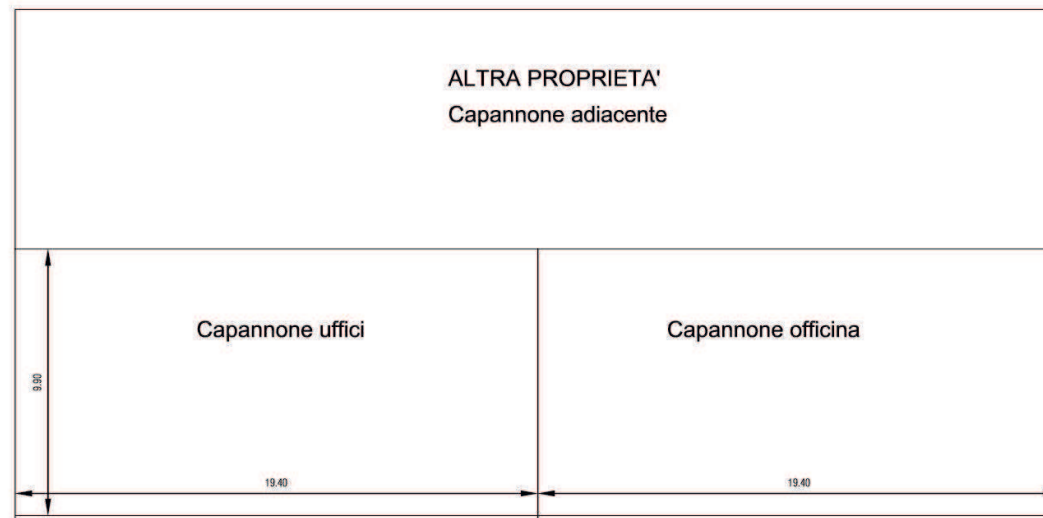 ALTRA PROPRIETA'
Capannone adiacente
Capannone uffici
Capannone officina
9.90
19.40
19.40